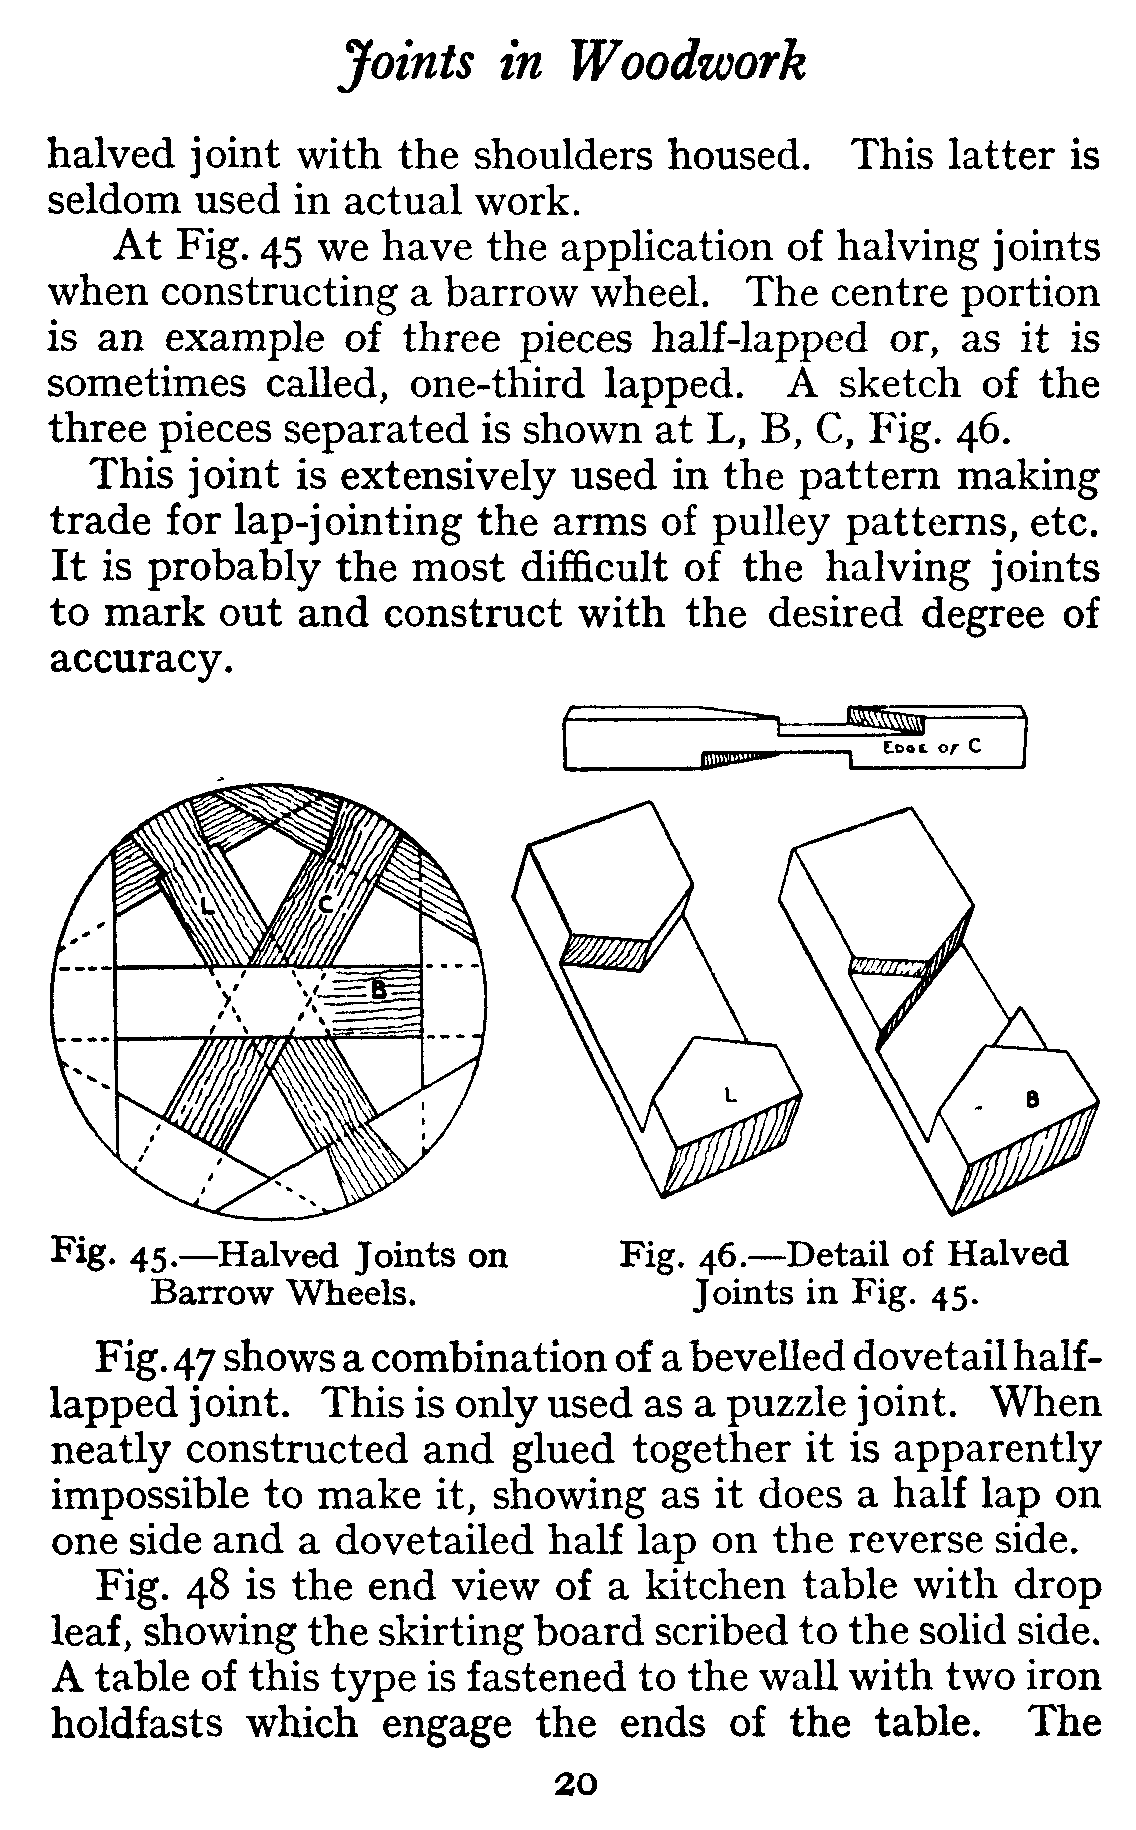 Joints in Woodwork
halved joint with the shoulders housed. This latter is
seldom used in actual work.
At Fig. 45 we have the application of halving joints
when constructing a barrow wheel. The centre portion
is an example of three pieces half-lapped or, as it is
sometimes called, one-third lapped. A sketch of the
three pieces separated is shown at L, B, C, Fig. 46.
This joint is extensively used in the pattern making
trade for lap-jointing the arms of pulley patterns, etc.
It is probably the most difficult of the halving joints
to mark out and construct with the desired degree of
accuracy.
EDGE OF C
L
C
B
L
B
Fig. 45.—Halved Joints on
Barrow Wheels.
Fig. 46.—Detail of Halved
Joints in Fig. 45.
Fig. 47 shows a combination of a bevelled dovetail half-
lapped joint. This is only used as a puzzle joint. When
neatly constructed and glued together it is apparently
impossible to make it, showing as it does a half lap on
one side and a dovetailed half lap on the reverse side.
Fig. 48 is the end view of a kitchen table with drop
leaf, showing the skirting board scribed to the solid side.
A table of this type is fastened to the wall with two iron
holdfasts which engage the ends of the table. The
20